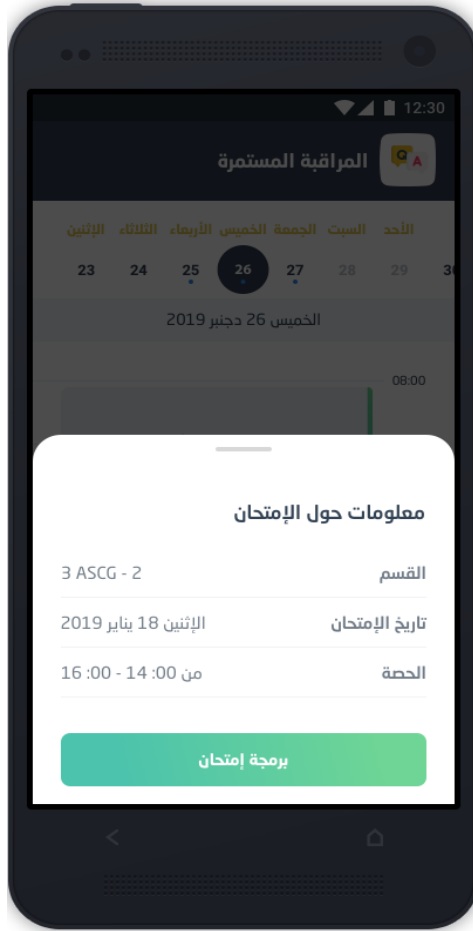 12:30
Q A المراقبة المستمرة
الأحد السبت الجمعة الخميس الأربعاء الثلاثاء الإثنين
23 24 25 26 27 28 29 30
الخميس 26 دجنبر 2019
08:00
معلومات حول الإمتحان
القسم 3 ASCG - 2
تاريخ الإمتحان الإثنين 18 يناير 2019
الحصة من 00: 14 - 00: 16
برمجة إمتحان